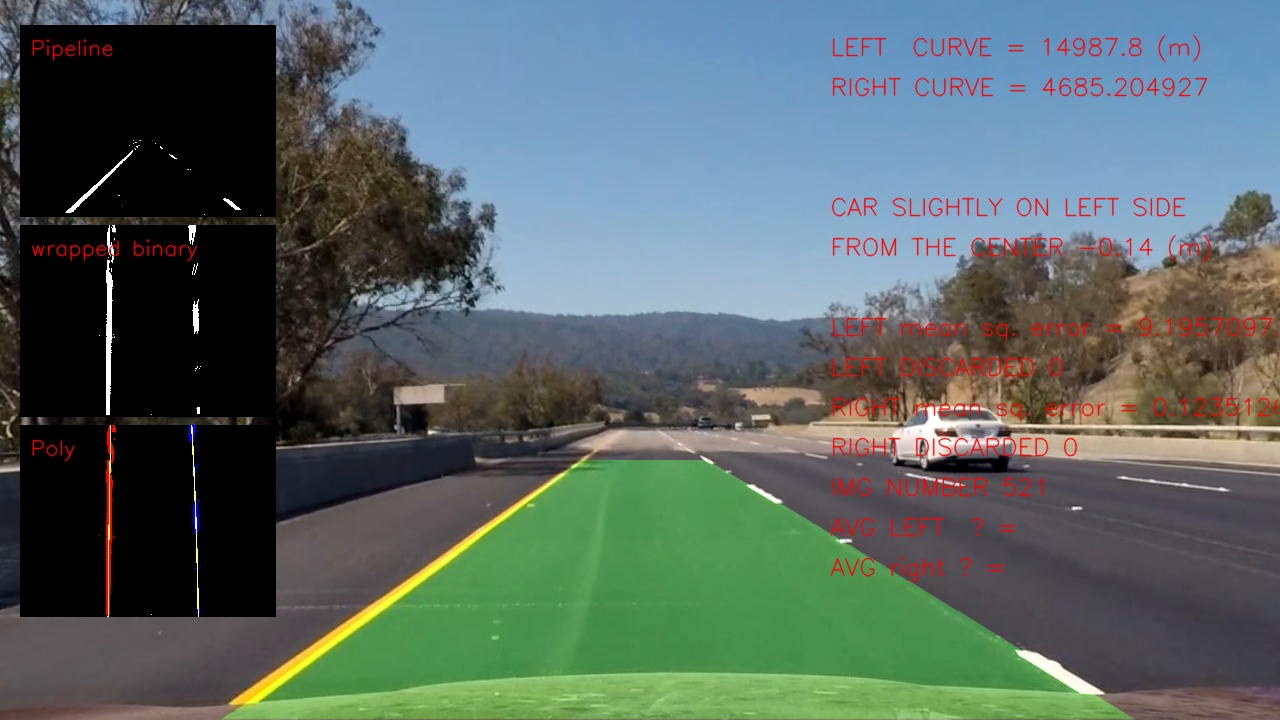 Pipeline
wrapped binary
Poly
LEFT CURVE = 14987.8 (m)
RIGHT CURVE = 4685.204927
CAR SLIGHTLY ON LEFT SIDE
FROM THE CENTER -0.14 (m)
LEFT mean sq. error = 9.1957097
LEFT DISCARDED 0
RIGHT mean sq. error = 0.1235126
RIGHT DISCARDED 0
IMG NUMBER 521
AVG LEFT ? =
AVG right ? =